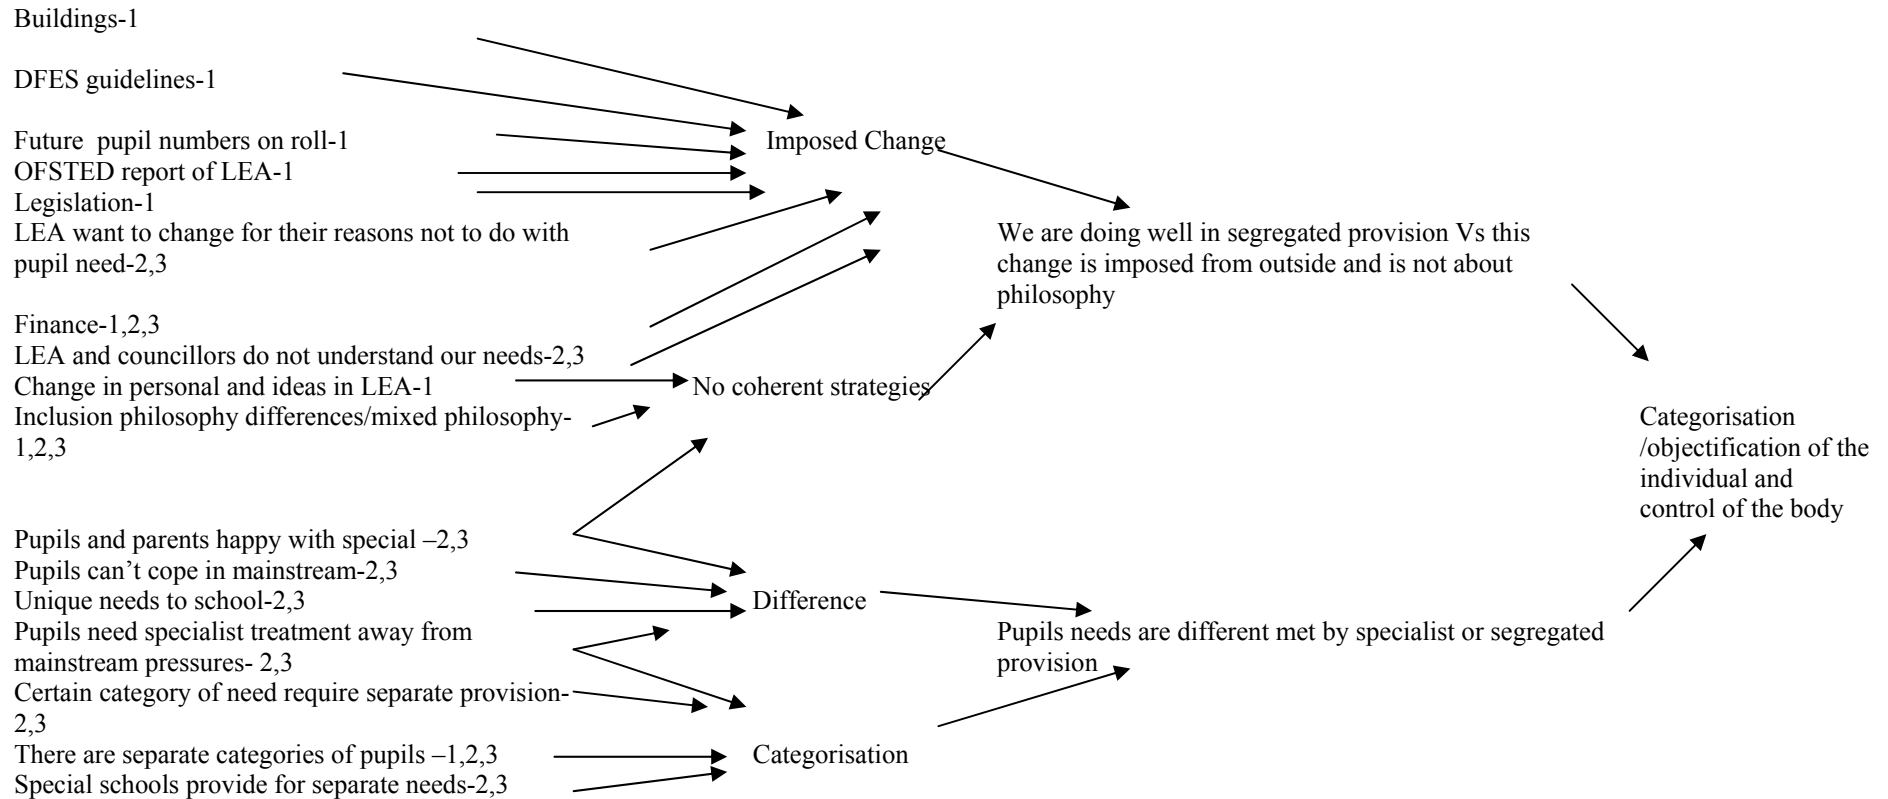 Buildings-1
DFES guidelines-1
Future  pupil numbers on roll-1
OFSTED report of LEA-1
Legislation-1
LEA want to change for their reasons not to do with
pupil need-2,3
Finance-1,2,3
LEA and councillors do not understand our needs-2,3
Change in personal and ideas in LEA-1
Inclusion philosophy differences/mixed philosophy-
1,2,3
Pupils and parents happy with special –2,3
Pupils can’t cope in mainstream-2,3
Unique needs to school-2,3
Pupils need specialist treatment away from
mainstream pressures- 2,3
Certain category of need require separate provision-
2,3
There are separate categories of pupils –1,2,3
Special schools provide for separate needs-2,3
Imposed Change
No coherent strategies
Difference
Categorisation
We are doing well in segregated provision Vs this
change is imposed from outside and is not about
philosophy
Pupils needs are different met by specialist or segregated
provision
Categorisation
/objectification of the
individual and
control of the body